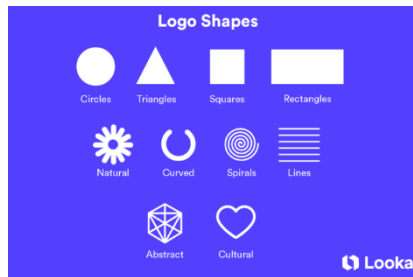 Logo Shapes
Circles Triangles Squares Rectangles
Natural Curved Spirals Lines
Abstract Cultural
Looka